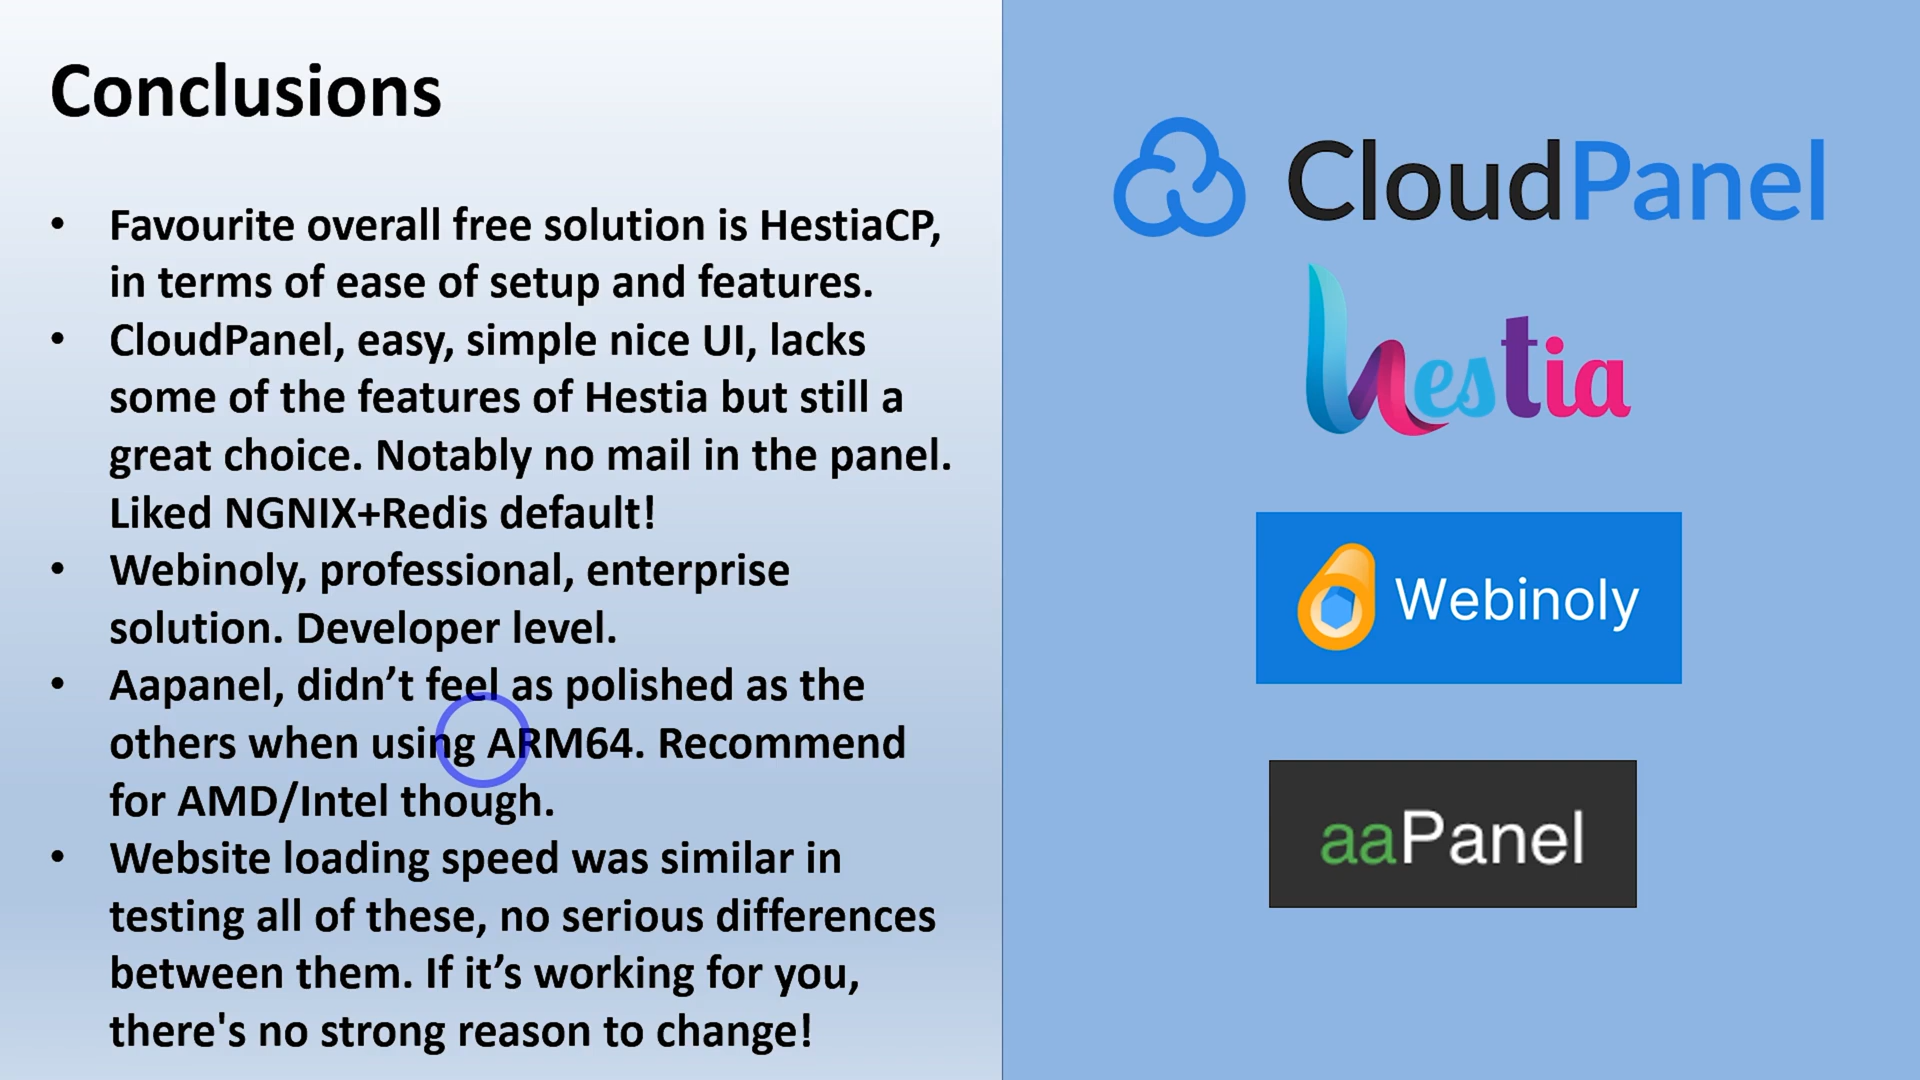 Conclusions
• Favourite overall free solution is HestiaCP,
in terms of ease of setup and features.
• CloudPanel, easy, simple nice UI, lacks
some of the features of Hestia but still a
great choice. Notably no mail in the panel.
Liked NGNIX+Redis default!
• Webinoly, professional, enterprise
solution. Developer level.
• Aapanel, didn’t feel as polished as the
others when using ARM64. Recommend
for AMD/Intel though.
• Website loading speed was similar in
testing all of these, no serious differences
between them. If it’s working for you,
there's no strong reason to change!
CloudPanel
hestia
Webinoly
aaPanel